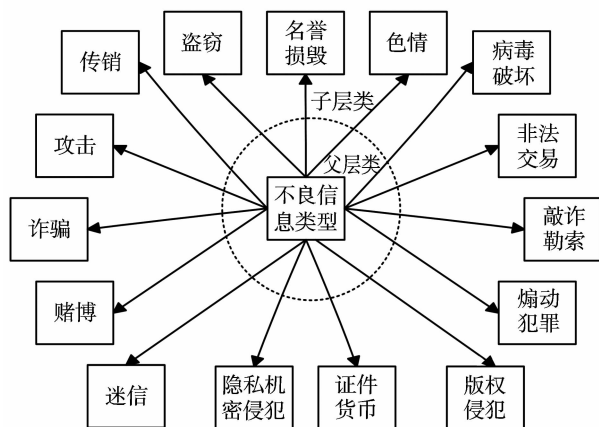 盗窃
名誉
损毁
色情
传销
病毒
破坏
子层类
攻击
非法
交易
父层类
不良信
息类型
诈骗
敲诈
勒索
赌博
煽动
犯罪
迷信
隐私机
密侵犯
证件
货币
版权
侵犯